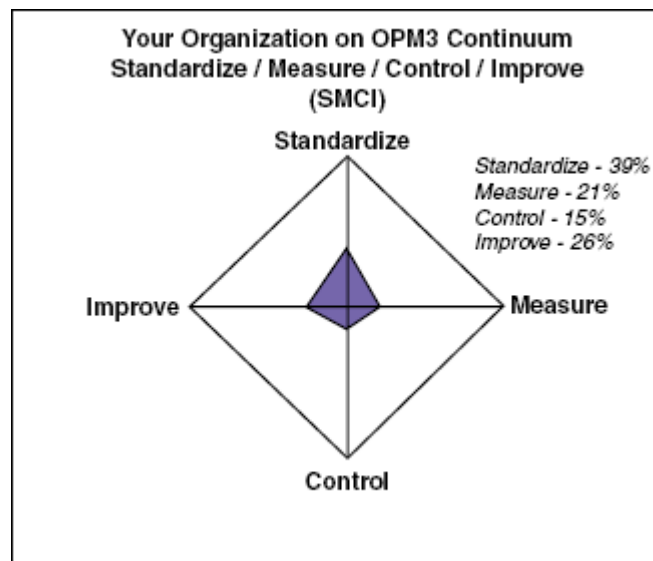 Your Organization on OPM3 Continuum
Standardize / Measure / Control / Improve
(SMCI)
Standardize
Standardize - 39%
Measure - 21%
Control - 15%
Improve - 26%
Improve
Measure
Control